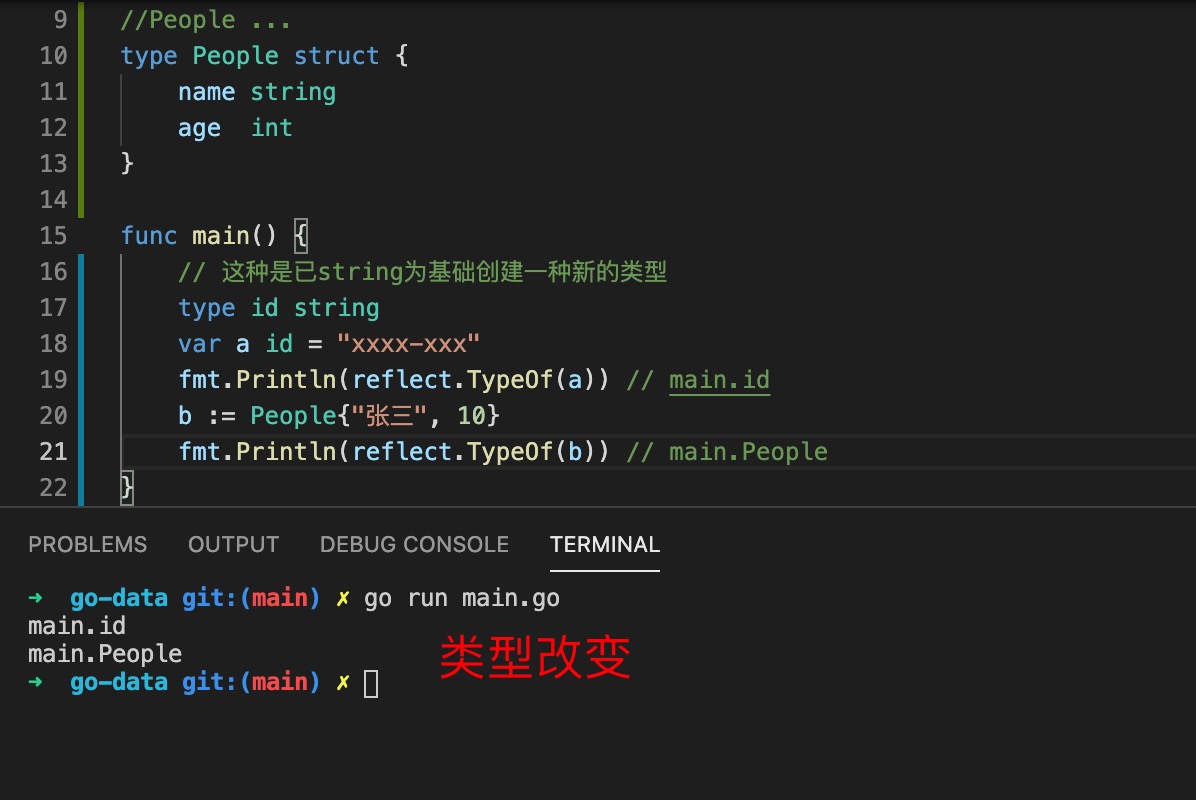 9 //People ...
10 type People struct {
11 name string
12 age int
13 }
14
15 func main() {
16 // 这种是已string为基础创建一种新的类型
17 type id string
18 var a id = "xxxx-xxx"
19 fmt.Println(reflect.TypeOf(a)) // main.id
20 b := People{"张三", 10}
21 fmt.Println(reflect.TypeOf(b)) // main.People
22 }
PROBLEMS OUTPUT DEBUG CONSOLE TERMINAL
➜ go-data git:(main) ✗ go run main.go
main.id
main.People
类型改变
➜ go-data git:(main) ✗